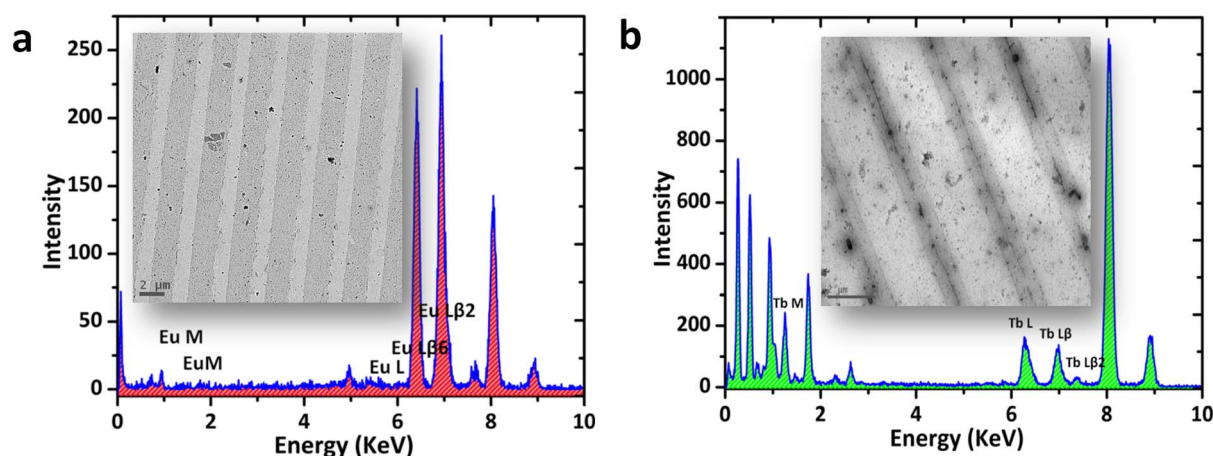 a
250
200
150
100
50
0
Intensity
2 μm
Eu M
EuM
Eu L
Eu Lβ6
Eu Lβ2
0 2 4 6 8 10
Energy (KeV)
b
1000
800
600
400
200
0
Intensity
μm
Tb M
Tb L
Tb Lβ
Tb Lβ2
0 2 4 6 8 10
Energy (KeV)